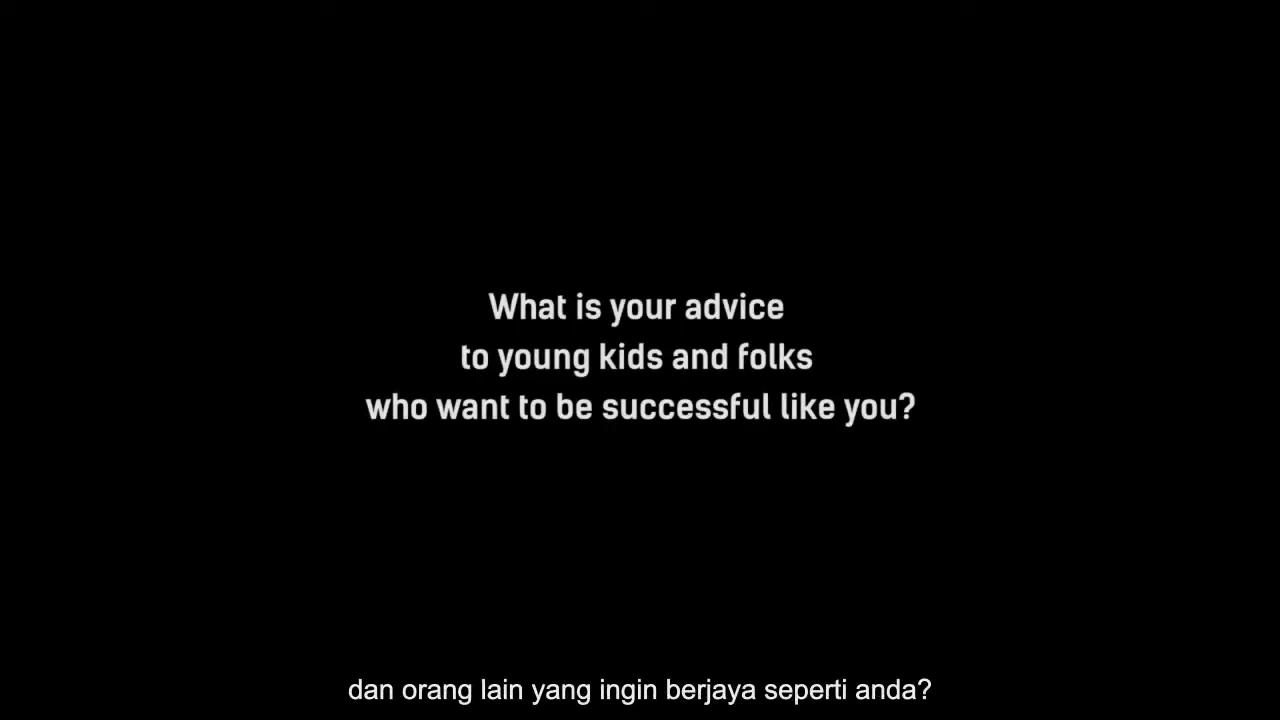 What is your advice
to young kids and folks
who want to be successful like you?
dan orang lain yang ingin berjaya seperti anda?